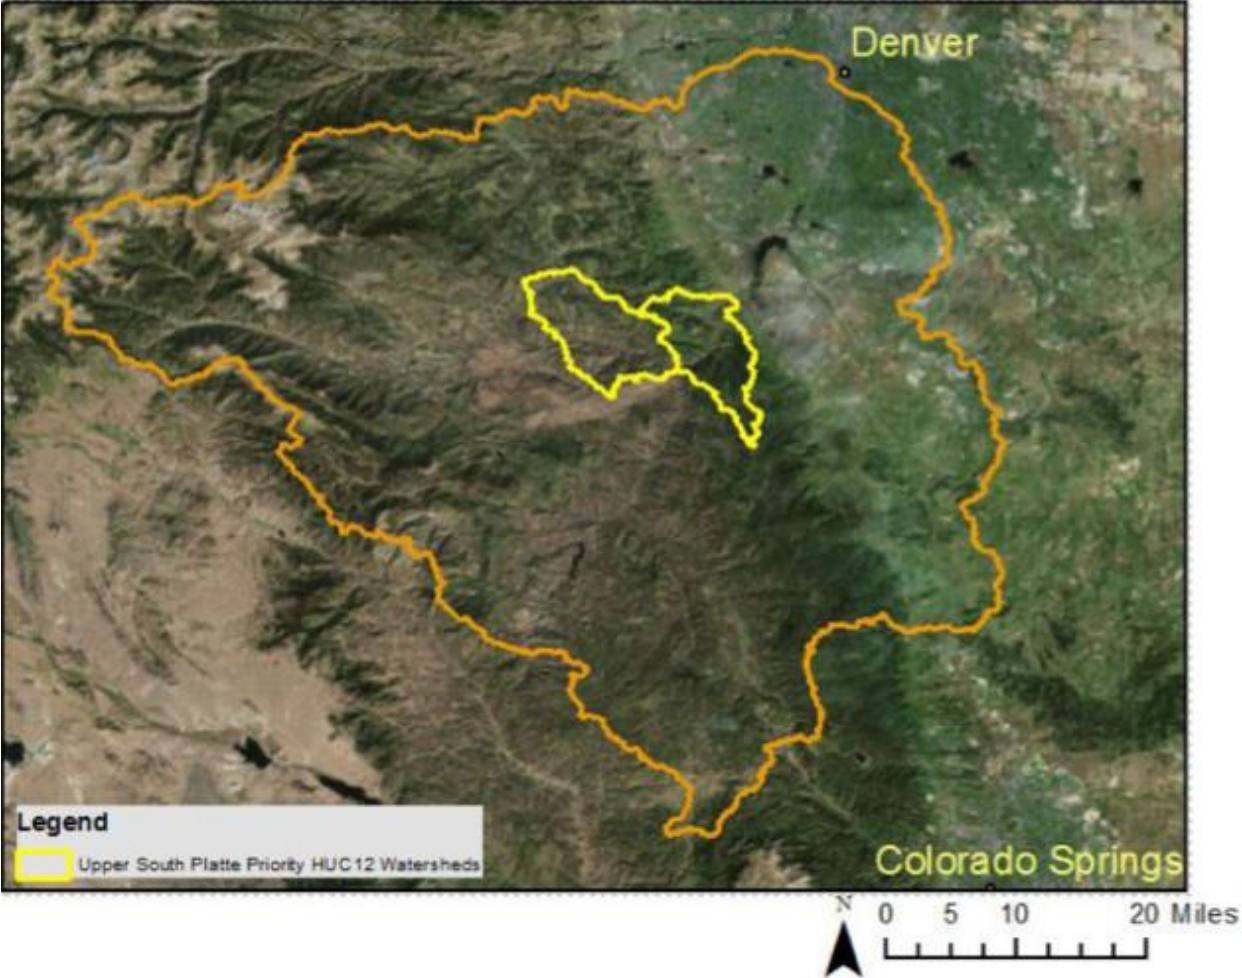 Denver
Legend
Upper South Platte Priority HUC12 Watersheds
Colorado Springs
N
0 5 10 20 Miles